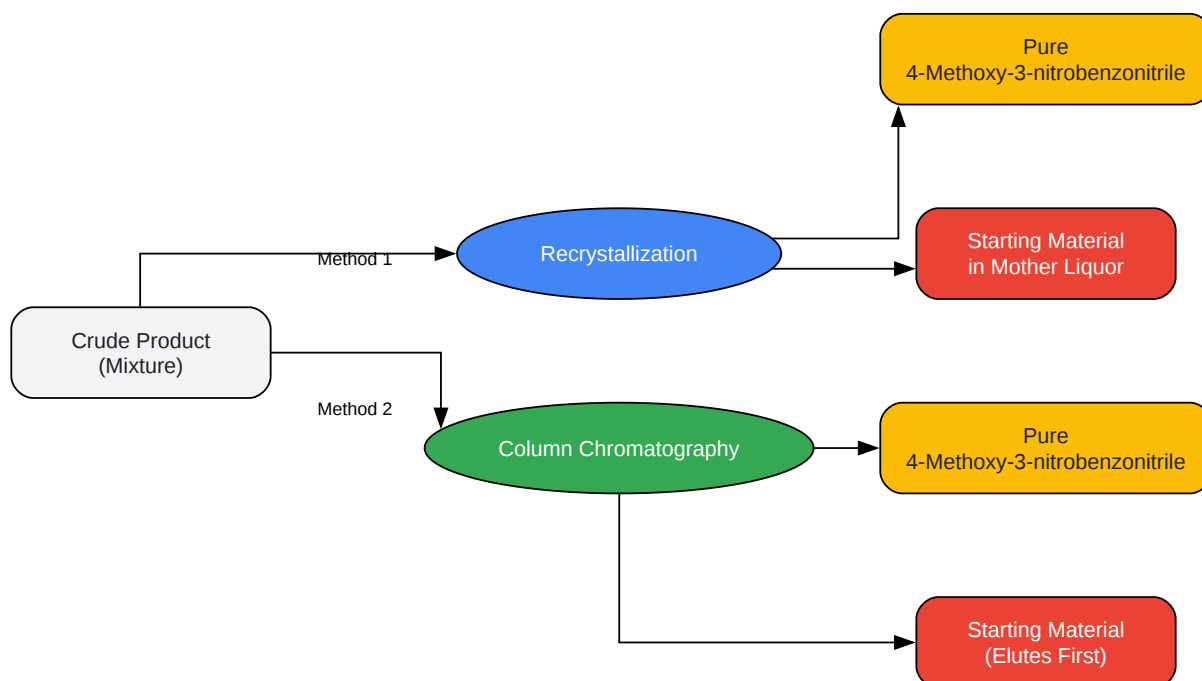 Pure
4-Methoxy-3-nitrobenzonitrile
Recrystallization
Starting Material
in Mother Liquor
Method 1
Crude Product
(Mixture)
Method 2
Column Chromatography
Pure
4-Methoxy-3-nitrobenzonitrile
Starting Material
(Elutes First)